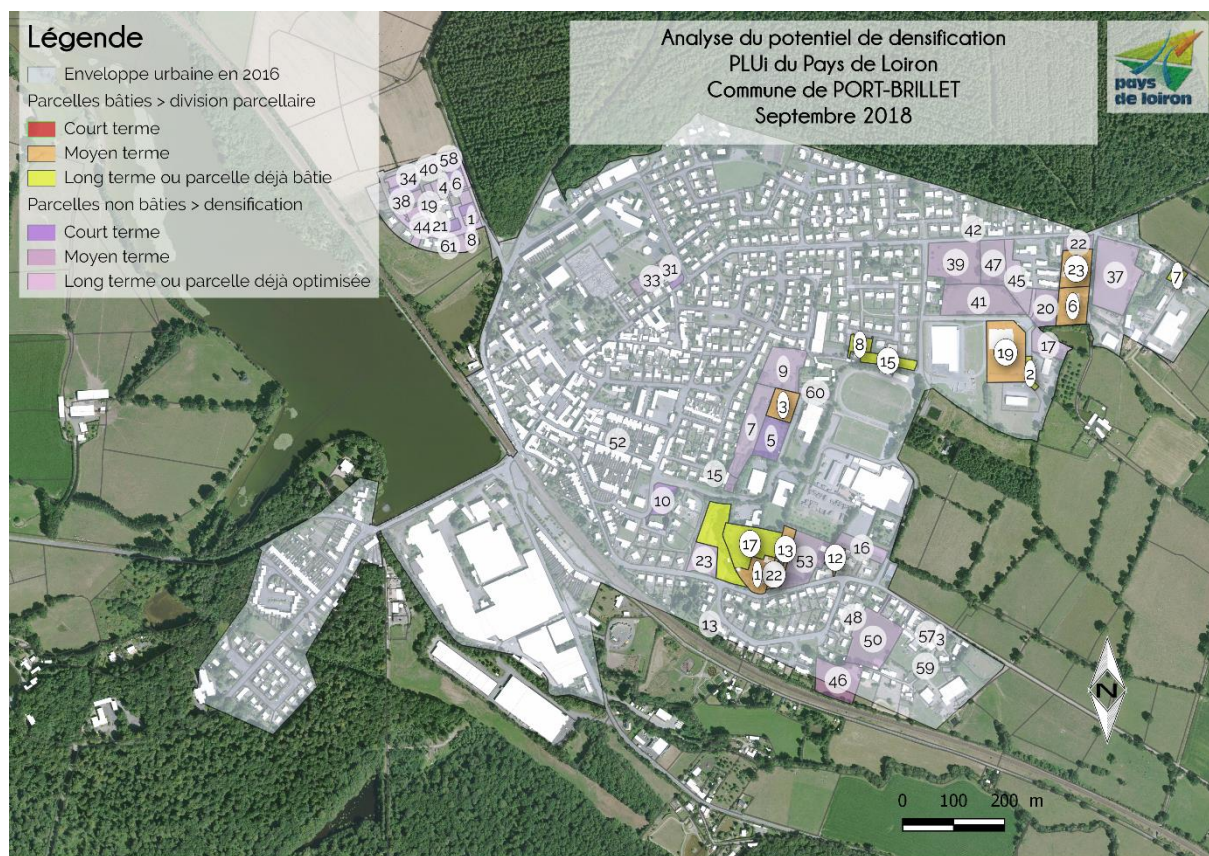 Légende
Enveloppe urbaine en 2016
Parcelles bâties > division parcellaire
Court terme
Moyen terme
Long terme ou parcelle déjà bâtie
Parcelles non bâties > densification
Court terme
Moyen terme
Long terme ou parcelle déjà optimisée
Analyse du potentiel de densification
PLUi du Pays de Loiron
Commune de PORT-BRILLET
Septembre 2018
pays
de loiron
58
40
34
4
6
38
19
1
44
21
8
61
42
22
39
47
23
37
7
45
31
33
41
20
6
17
19
2
8
15
9
3
60
7
5
52
15
10
17
13
16
23
53
12
1
22
13
48
50
57
3
59
46
N
0 100 200 m